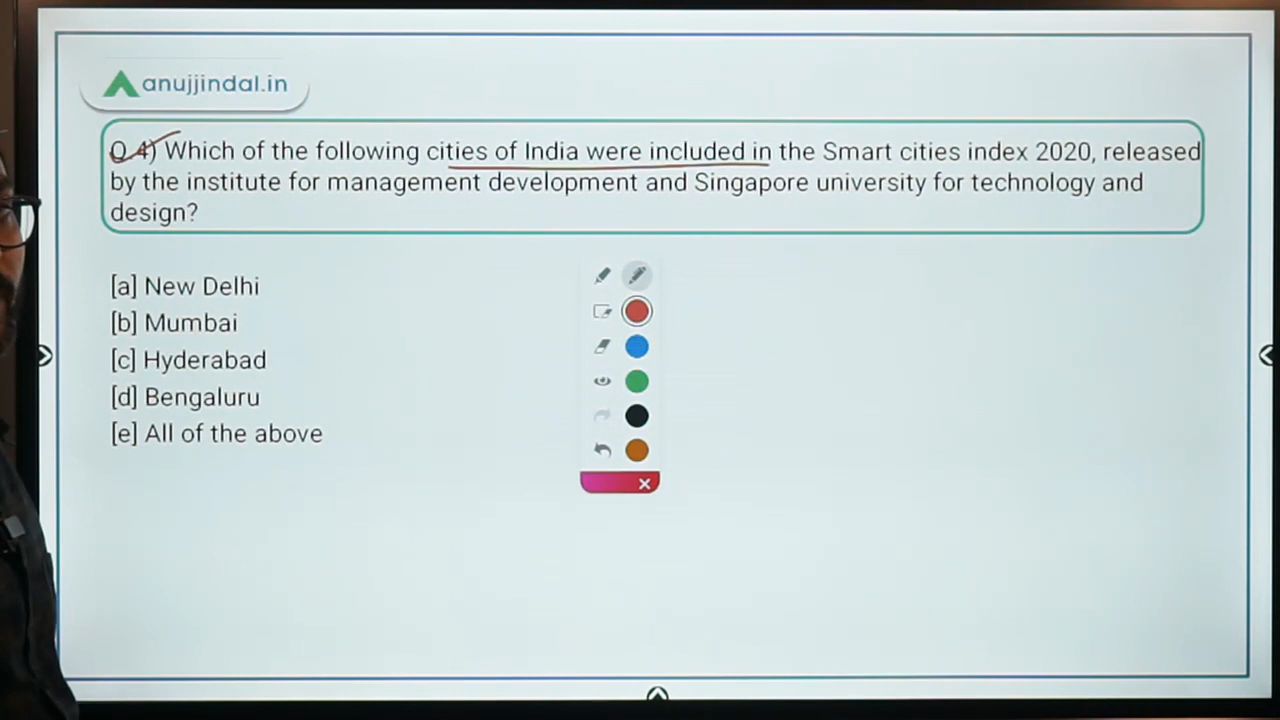 anujjindal.in
Q.4) Which of the following cities of India were included in the Smart cities index 2020, released
by the institute for management development and Singapore university for technology and
design?
[a] New Delhi
[b] Mumbai
[c] Hyderabad
[d] Bengaluru
[e] All of the above